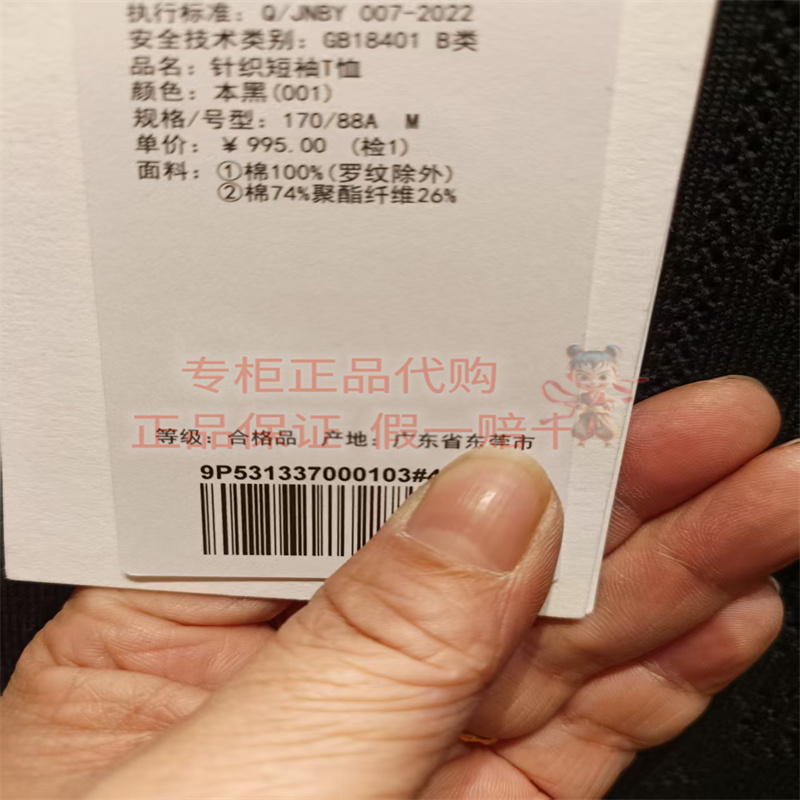 执行标准: Q/JNBY 007-2022
安全技术类别: GB18401 B类
品名: 针织短袖T恤
颜色: 本黑(001)
规格/号型: 170/88A M
单价: ¥ 995.00 (检1)
面料: ①棉100%(罗纹除外)
②棉74%聚酯纤维26%
专柜正品代购
正品保证 假一赔十
等级: 合格品 产地: 广东省东莞市
9P531337000103#